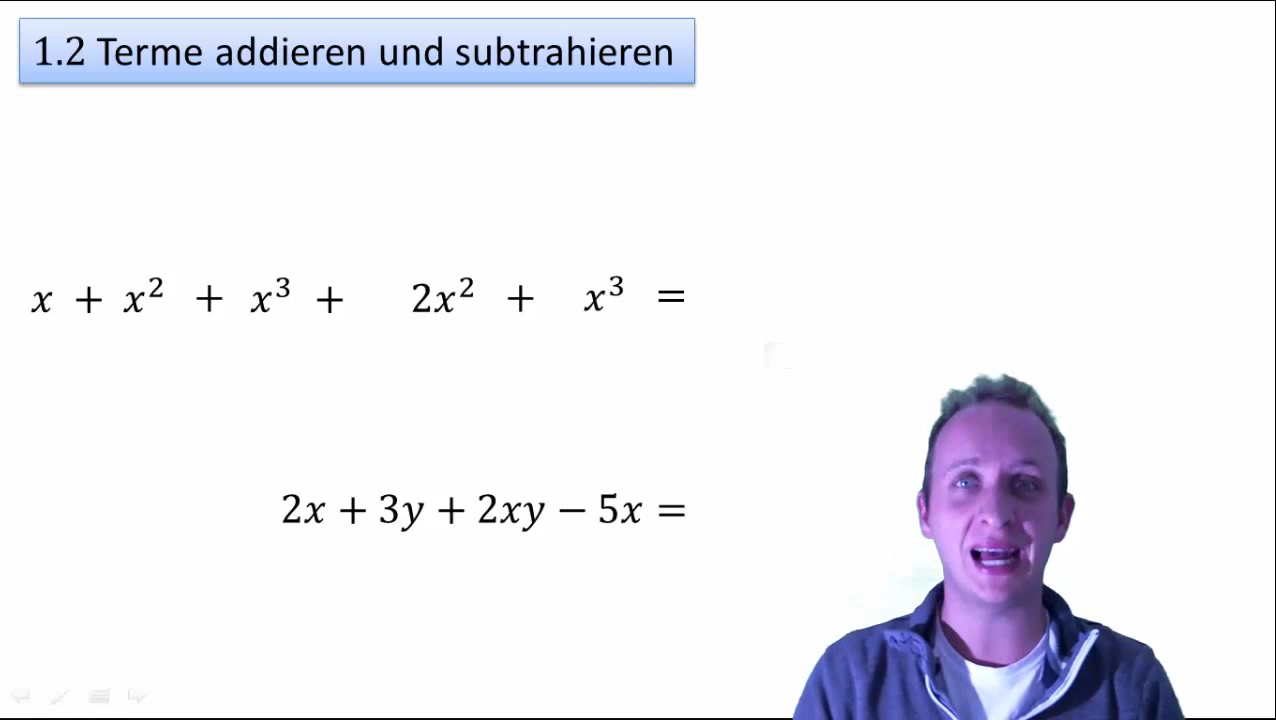 1.2 Terme addieren und subtrahieren
x + x² + x³ + 2x² + x³ =
2x + 3y + 2xy − 5x =